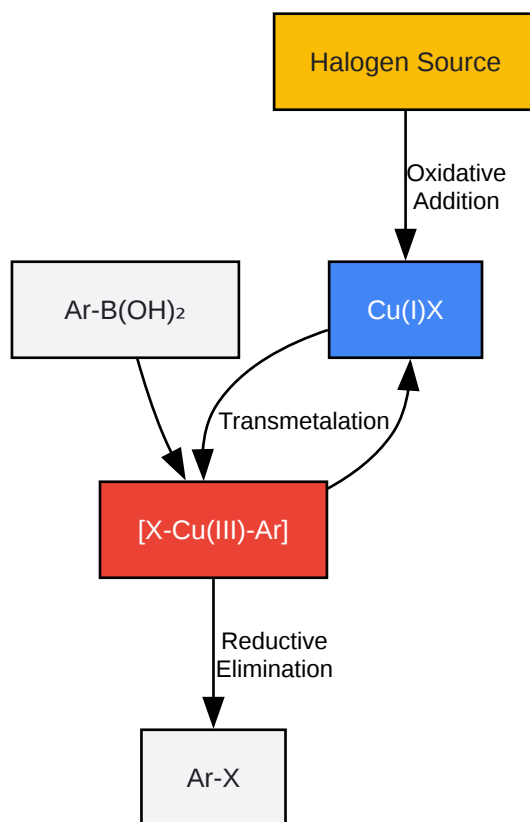 Halogen Source
Oxidative
Addition
Ar-B(OH)₂
Cu(I)X
Transmetalation
[X-Cu(III)-Ar]
Reductive
Elimination
Ar-X